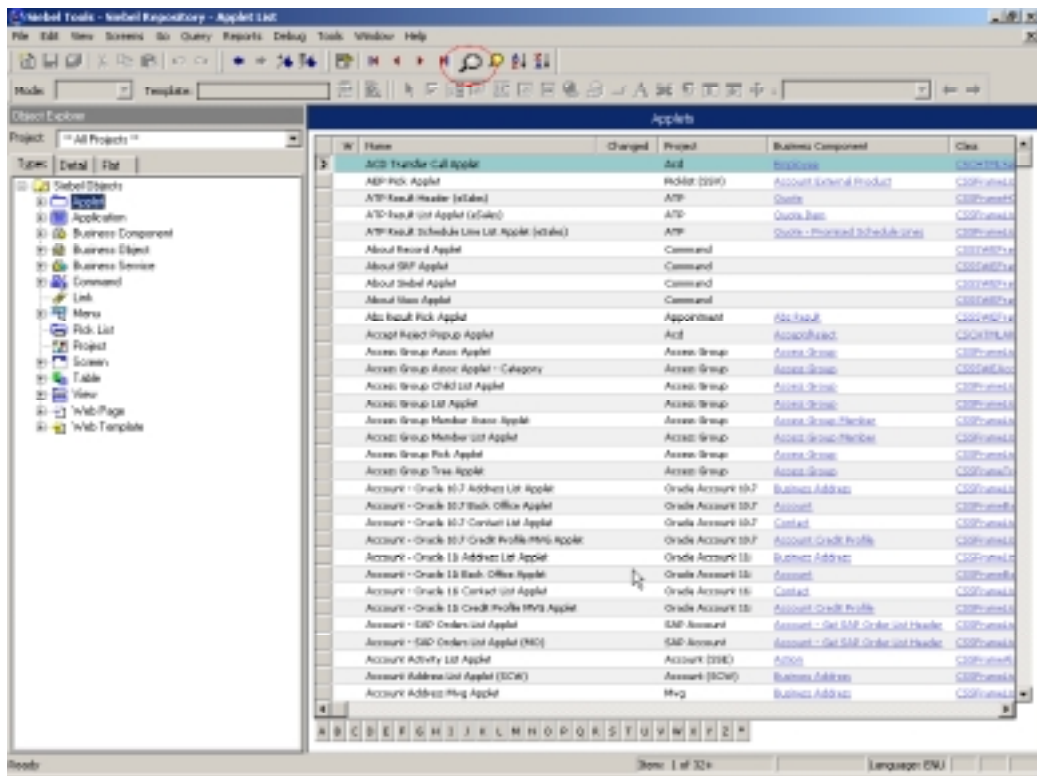 Siebel Tools - Siebel Repository - Applet List
File Edit View Screens Go Query Reports Debug Tools Window Help
Mode: Template:
Object Explorer
Applets
Project: ** All Projects **
Types Detail Flat
Siebel Objects
Applet
Application
Business Component
Business Object
Business Service
Command
Link
Menu
Pick List
Project
Screen
Table
View
Web Page
Web Template
W Name Changed Project Business Component Class
ACD Transfer Call Applet Acd Employee
AEP Pick Applet Picklist (SSV) Account External Product
ATP Result Header (eSales) ATP Quote
ATP Result List Applet (eSales) ATP Quote Item
ATP Result Schedule Line List Applet (eSales) ATP Quote - Promised Schedule Lines
About Record Applet Command
About SRF Applet Command
About Siebel Applet Command
About View Applet Command
Abs Result Pick Applet Appointment Abs Result
Accept Reject Popup Applet Acd AcceptReject
Access Group Assoc Applet Access Group Access Group
Access Group Assoc Applet - Category Access Group Access Group
Access Group Child List Applet Access Group Access Group
Access Group List Applet Access Group Access Group
Access Group Member Assoc Applet Access Group Access Group Member
Access Group Member List Applet Access Group Access Group Member
Access Group Pick Applet Access Group Access Group
Access Group Tree Applet Access Group Access Group
Account - Oracle 10.7 Address List Applet Oracle Account 10.7 Business Address
Account - Oracle 10.7 Back Office Applet Oracle Account 10.7 Account
Account - Oracle 10.7 Contact List Applet Oracle Account 10.7 Contact
Account - Oracle 10.7 Credit Profile MVG Applet Oracle Account 10.7 Account Credit Profile
Account - Oracle 11i Address List Applet Oracle Account 11i Business Address
Account - Oracle 11i Back Office Applet Oracle Account 11i Account
Account - Oracle 11i Contact List Applet Oracle Account 11i Contact
Account - Oracle 11i Credit Profile MVG Applet Oracle Account 11i Account Credit Profile
Account - SAP Orders List Applet SAP Account Account - Get SAP Order List Header
Account - SAP Orders List Applet (MO) SAP Account Account - Get SAP Order List Header
Account Activity List Applet Account (SSE) Action
Account Address List Applet (SCW) Account (SCW) Business Address
Account Address Mvg Applet Mvg Business Address
A B C D E F G H I J K L M N O P Q R S T U V W X Y Z *
Ready Item: 1 of 32+ Language: ENU